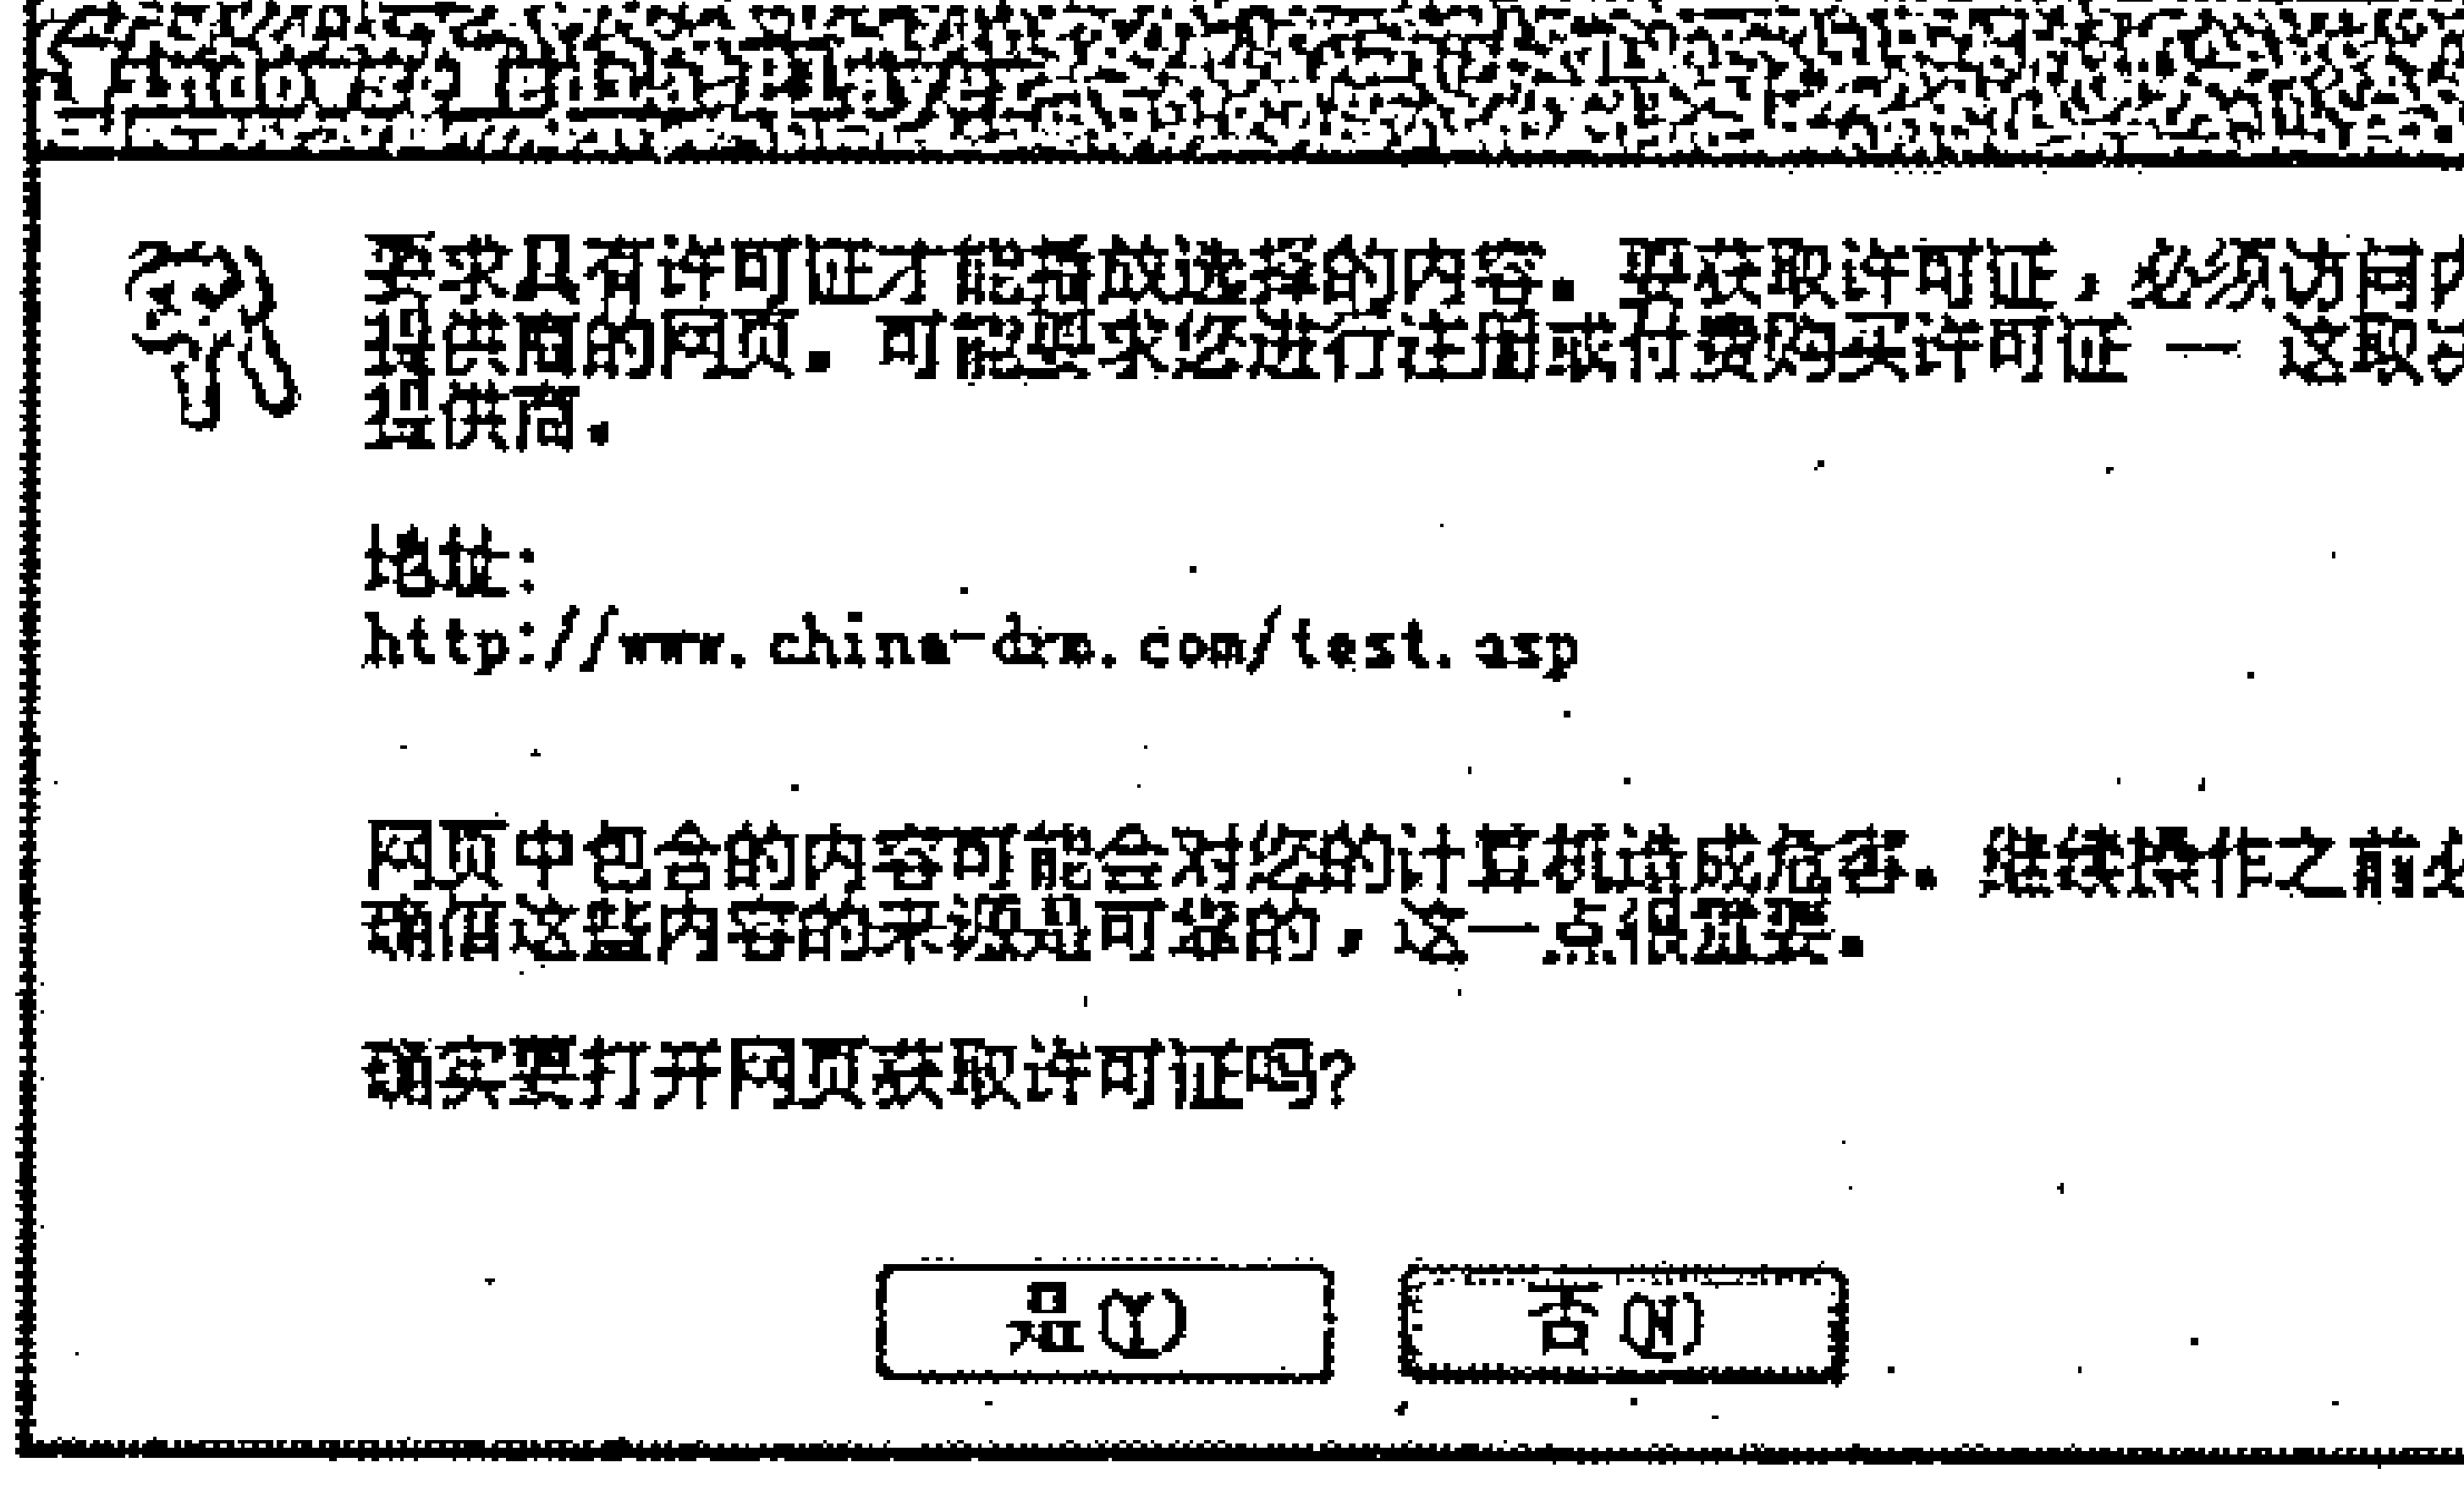 Windows Media Player
要求具有许可证才能播放选择的内容。要获取许可证，必须访问内
提供商的网页。可能要求您进行注册或付费购买许可证 — 这取决
提供商。
地址:
http://www.china-drm.com/test.asp
网页中包含的内容可能会对您的计算机造成危害。继续操作之前必
确信这些内容的来源是可靠的，这一点很重要。
确实要打开网页获取许可证吗?
是(Y)
否(N)